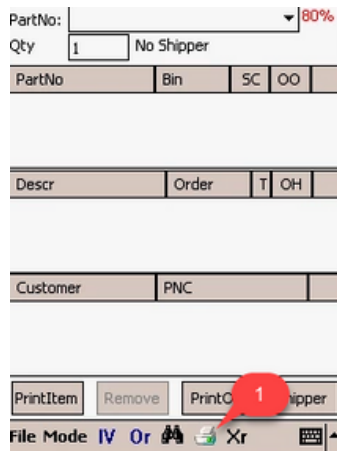 PartNo: 80%
Qty 1 No Shipper
PartNo Bin SC OO
Descr Order T OH
Customer PNC
PrintItem Remove PrintO 1 hipper
File Mode IV Or Xr